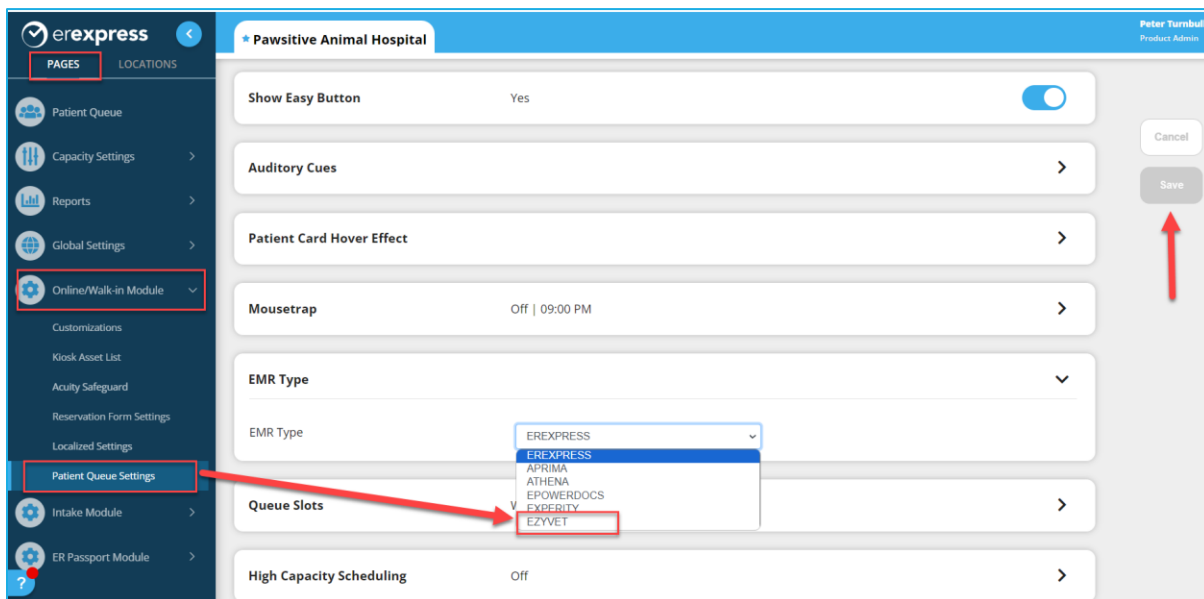 erexpress
PAGES LOCATIONS
Patient Queue
Capacity Settings
Reports
Global Settings
Online/Walk-in Module
Customizations
Kiosk Asset List
Acuity Safeguard
Reservation Form Settings
Localized Settings
Patient Queue Settings
Intake Module
ER Passport Module
?
* Pawsitive Animal Hospital
Peter Turnbull
Product Admin
Show Easy Button Yes
Auditory Cues
Patient Card Hover Effect
Mousetrap Off | 09:00 PM
EMR Type
EMR Type EREXPRESS
EREXPRESS
APRIMA
ATHENA
EPOWERDOCS
EXPERITY
EZYVET
Queue Slots
High Capacity Scheduling Off
Cancel
Save